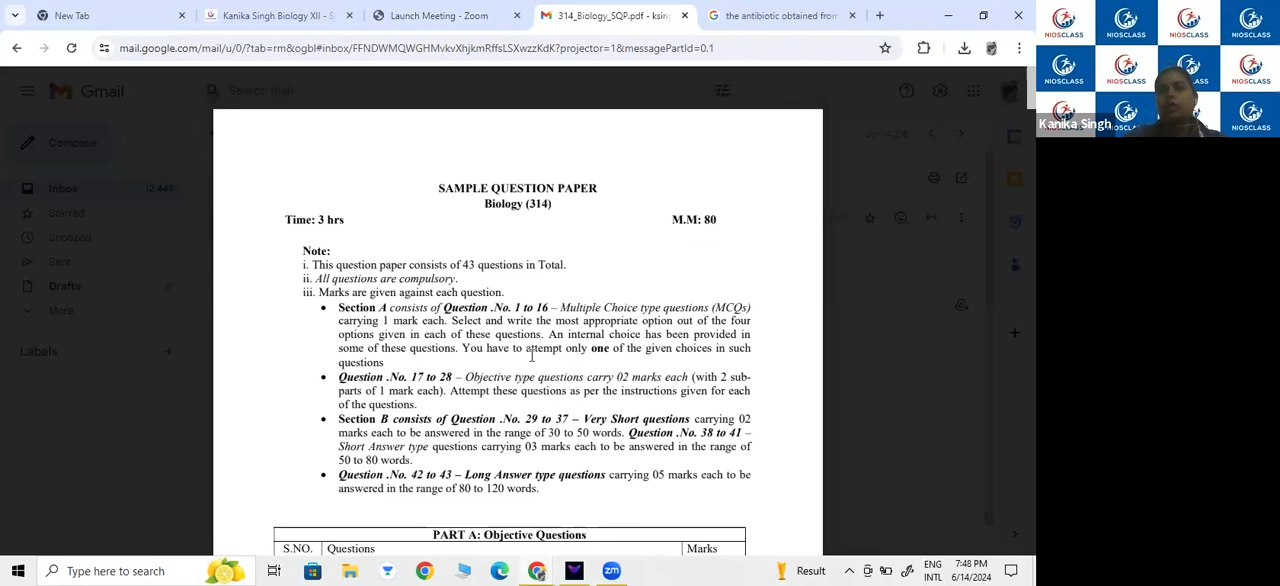 New Tab
Kanika Singh Biology XII - S
Launch Meeting - Zoom
314_Biology_SQP.pdf - ksing
the antibiotic obtained from
mail.google.com/mail/u/0/?tab=rm&ogbl#inbox/FFNDWMQWGHMvkvXhjkmRffsLSXwzzKdK?projector=1&messagePartId=0.1
Gmail
Search mail
Compose
Inbox
Starred
Snoozed
Sent
Drafts
More
Labels
SAMPLE QUESTION PAPER
Biology (314)
Time: 3 hrs M.M: 80
Note:
i. This question paper consists of 43 questions in Total.
ii. All questions are compulsory.
iii. Marks are given against each question.
• Section A consists of Question .No. 1 to 16 – Multiple Choice type questions (MCQs)
carrying 1 mark each. Select and write the most appropriate option out of the four
options given in each of these questions. An internal choice has been provided in
some of these questions. You have to attempt only one of the given choices in such
questions
• Question .No. 17 to 28 – Objective type questions carry 02 marks each (with 2 sub-
parts of 1 mark each). Attempt these questions as per the instructions given for each
of the questions.
• Section B consists of Question .No. 29 to 37 – Very Short questions carrying 02
marks each to be answered in the range of 30 to 50 words. Question .No. 38 to 41 –
Short Answer type questions carrying 03 marks each to be answered in the range of
50 to 80 words.
• Question .No. 42 to 43 – Long Answer type questions carrying 05 marks each to be
answered in the range of 80 to 120 words.
PART A: Objective Questions
S.NO. Questions Marks
NIOSCLASS NIOSCLASS NIOSCLASS
NIOSCLASS NIOSCLASS NIOSCLASS
Kanika Singh
Type here to search
Result
ENG
INTL
7:48 PM
6/14/2024